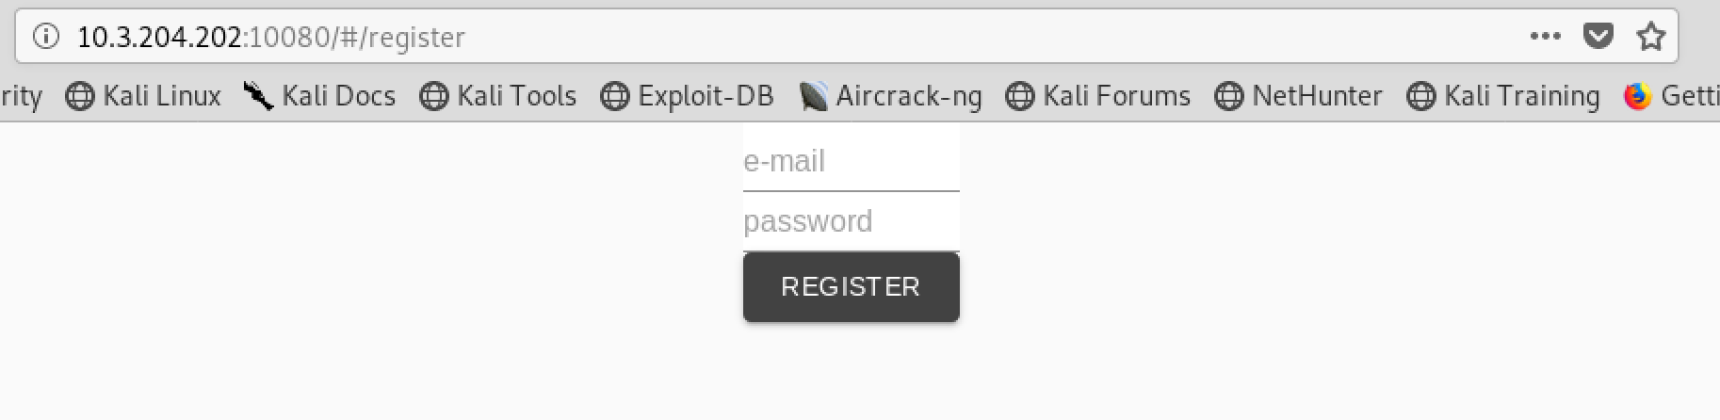 10.3.204.202:10080/#/register
rity Kali Linux Kali Docs Kali Tools Exploit-DB Aircrack-ng Kali Forums NetHunter Kali Training Getti
e-mail
password
REGISTER